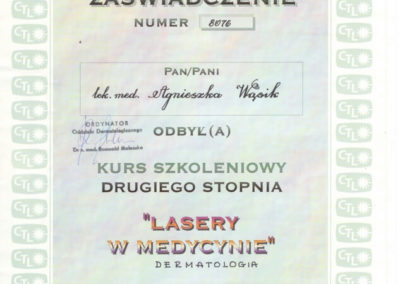 ZAŚWIADCZENIE
NUMER 8076
PAN/PANI
lek. med. Agnieszka Wąsik
ORDYNATOR
Oddziału Dermatologicznego
ODBYŁ(A)
KURS SZKOLENIOWY
DRUGIEGO STOPNIA
"LASERY
W MEDYCYNIE"
DERMATOLOGIA